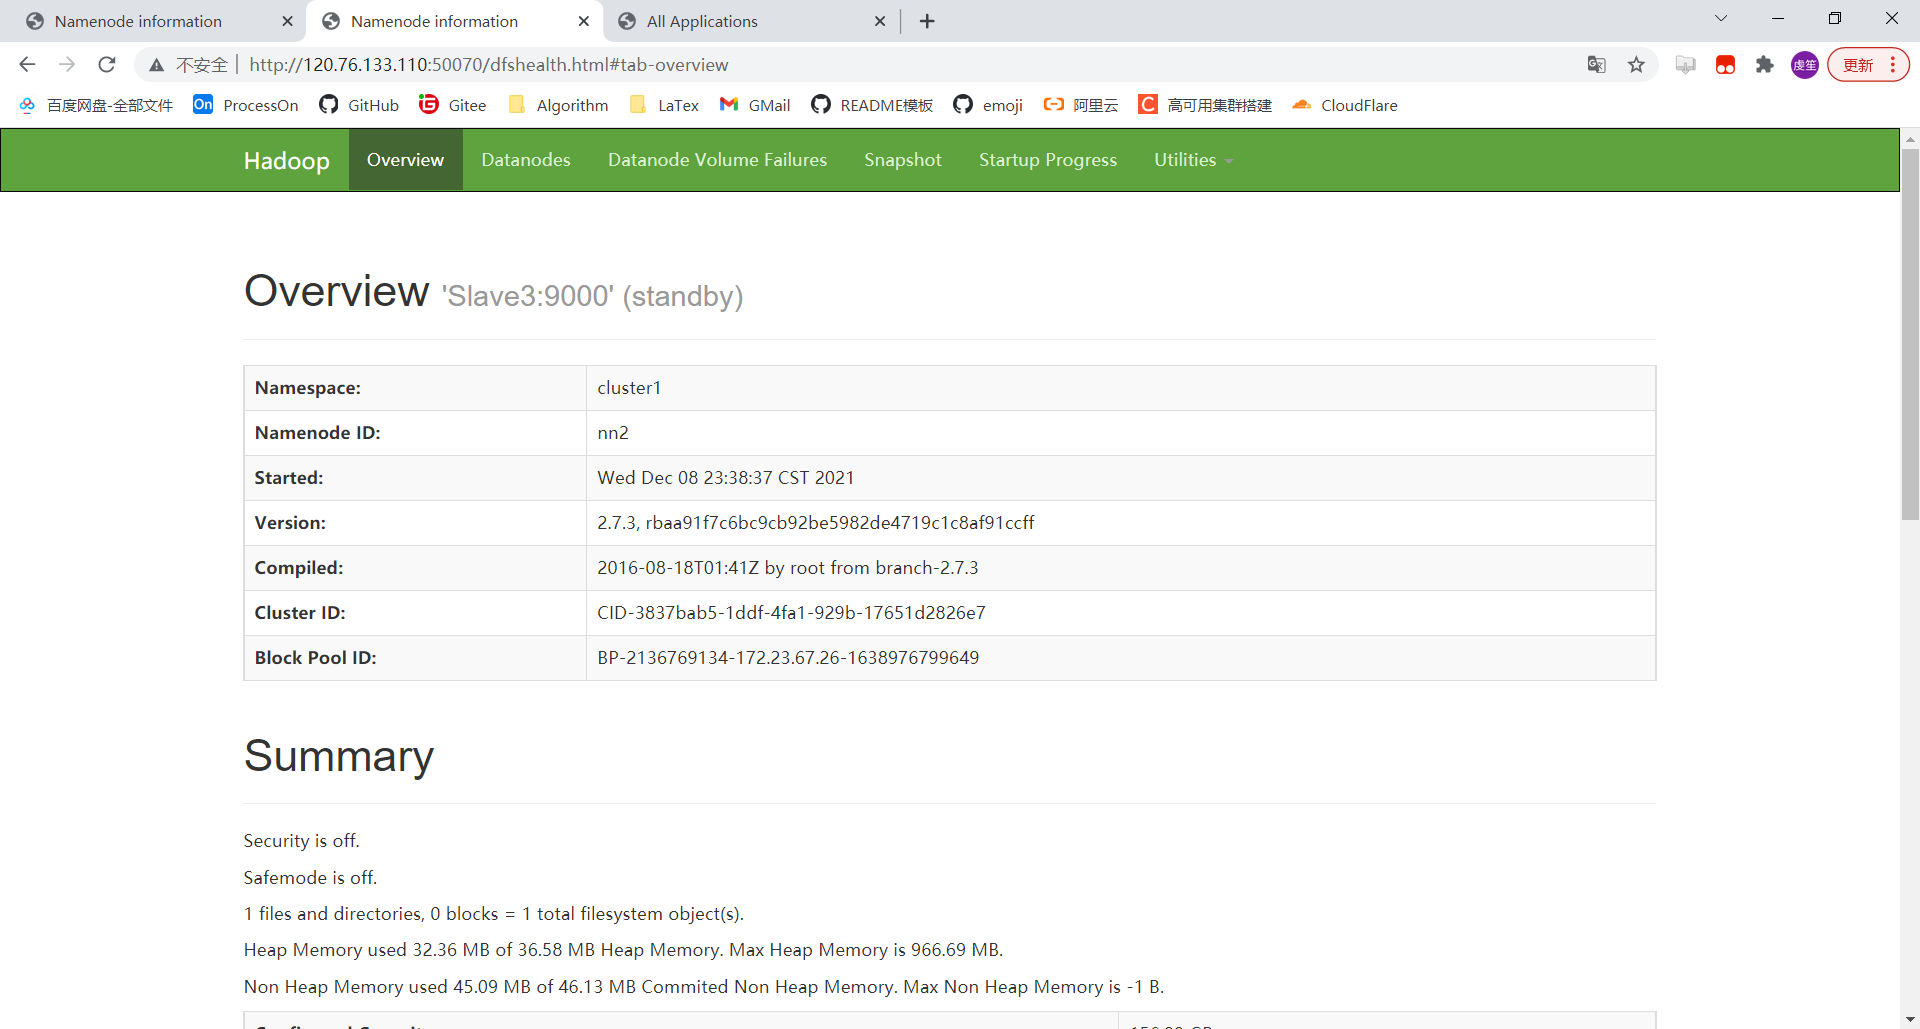 Namenode information
Namenode information
All Applications
不安全 http://120.76.133.110:50070/dfshealth.html#tab-overview
虔笙
更新
百度网盘-全部文件 On ProcessOn GitHub Gitee Algorithm LaTex GMail README模板 emoji 阿里云 C 高可用集群搭建 CloudFlare
Hadoop Overview Datanodes Datanode Volume Failures Snapshot Startup Progress Utilities
Overview 'Slave3:9000' (standby)
Namespace: cluster1
Namenode ID: nn2
Started: Wed Dec 08 23:38:37 CST 2021
Version: 2.7.3, rbaa91f7c6bc9cb92be5982de4719c1c8af91ccff
Compiled: 2016-08-18T01:41Z by root from branch-2.7.3
Cluster ID: CID-3837bab5-1ddf-4fa1-929b-17651d2826e7
Block Pool ID: BP-2136769134-172.23.67.26-1638976799649
Summary
Security is off.
Safemode is off.
1 files and directories, 0 blocks = 1 total filesystem object(s).
Heap Memory used 32.36 MB of 36.58 MB Heap Memory. Max Heap Memory is 966.69 MB.
Non Heap Memory used 45.09 MB of 46.13 MB Commited Non Heap Memory. Max Non Heap Memory is -1 B.